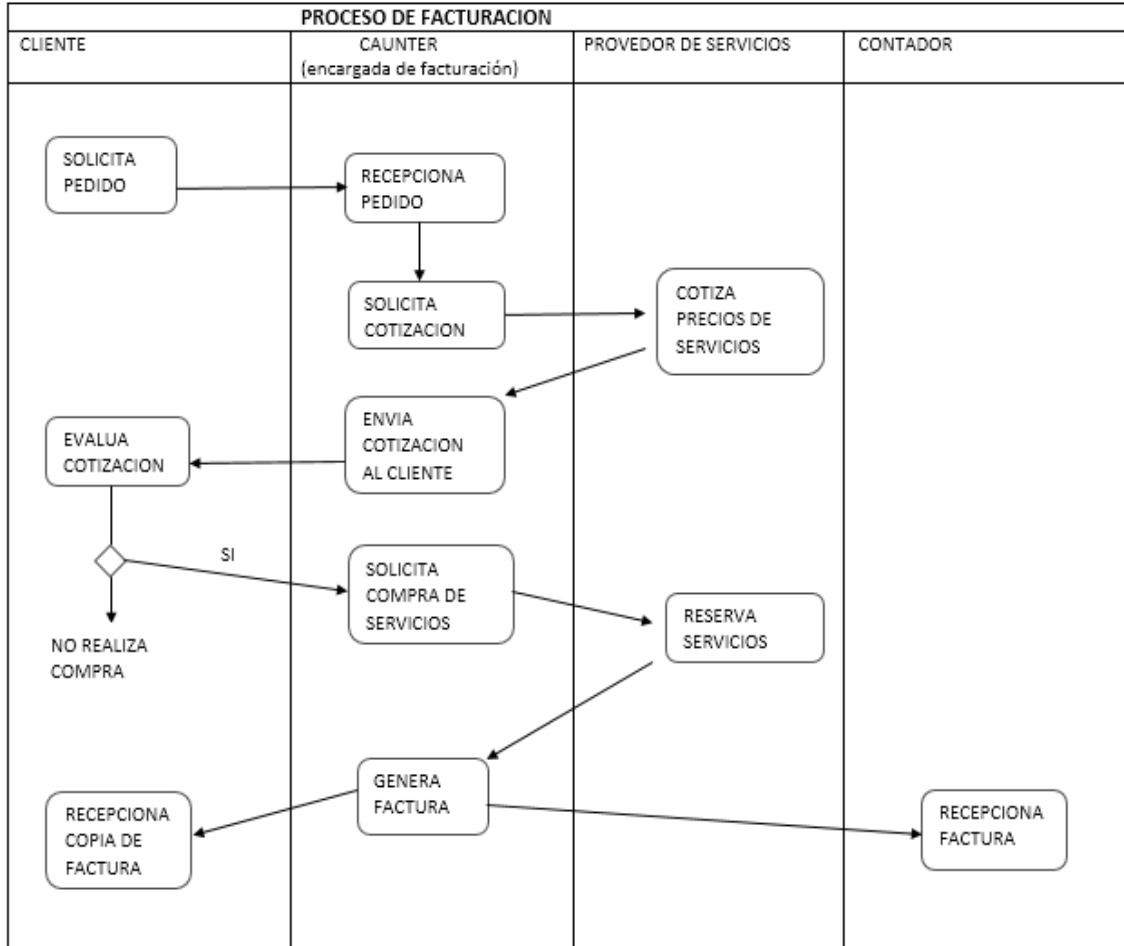 PROCESO DE FACTURACION
CLIENTE
CAUNTER
(encargada de facturación)
PROVEDOR DE SERVICIOS
CONTADOR
SOLICITA
PEDIDO
RECEPCIONA
PEDIDO
SOLICITA
COTIZACION
COTIZA
PRECIOS DE
SERVICIOS
ENVIA
COTIZACION
AL CLIENTE
EVALUA
COTIZACION
SI
SOLICITA
COMPRA DE
SERVICIOS
RESERVA
SERVICIOS
NO REALIZA
COMPRA
GENERA
FACTURA
RECEPCIONA
COPIA DE
FACTURA
RECEPCIONA
FACTURA